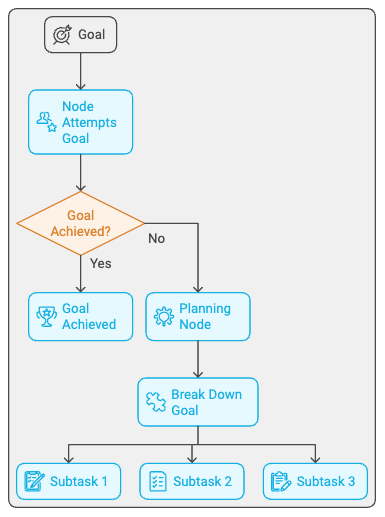 Goal
Node
Attempts
Goal
Goal
Achieved?
No
Yes
Goal
Achieved
Planning
Node
Break Down
Goal
Subtask 1
Subtask 2
Subtask 3